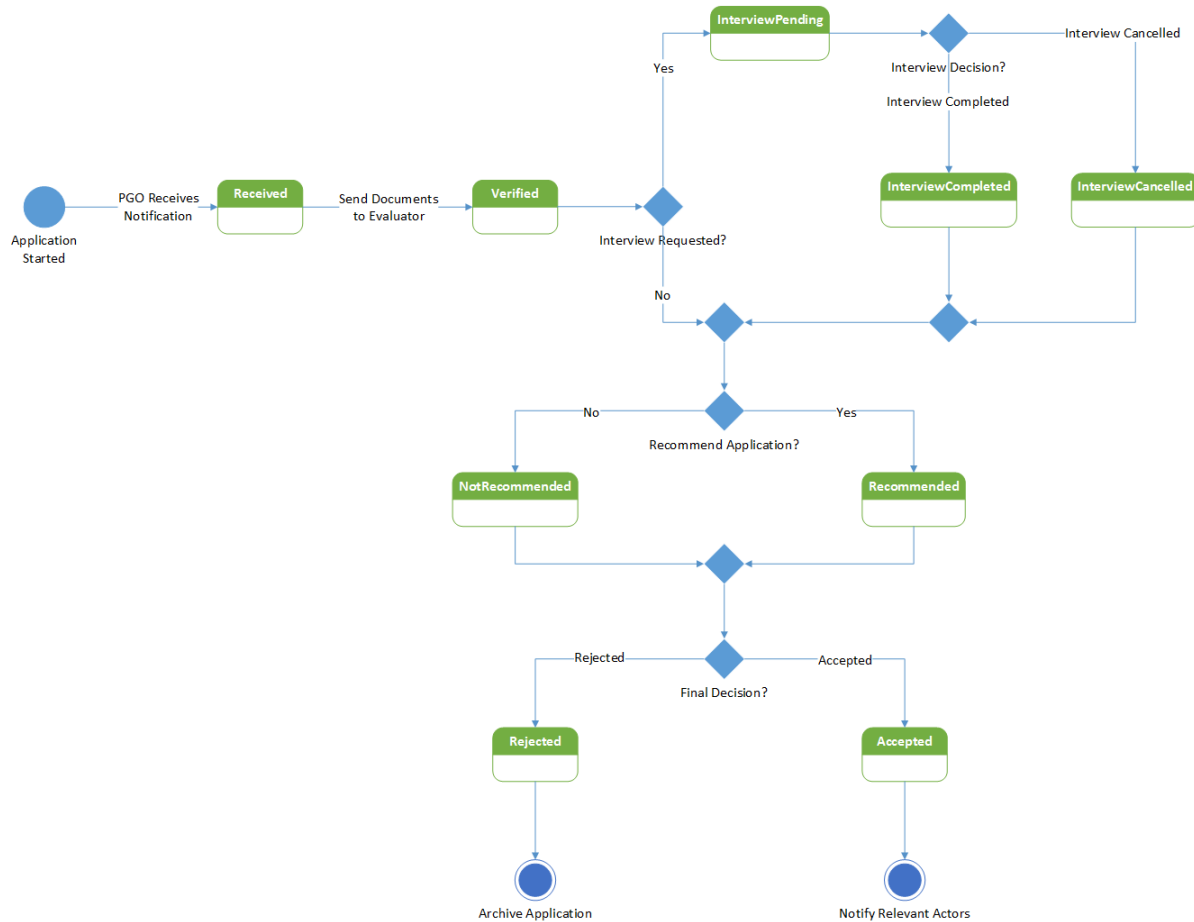 InterviewPending
Interview Cancelled
Yes
Interview Decision?
Interview Completed
PGO Receives
Notification
Received
Send Documents
to Evaluator
Verified
InterviewCompleted
InterviewCancelled
Application
Started
Interview Requested?
No
No
Yes
Recommend Application?
NotRecommended
Recommended
Rejected
Accepted
Final Decision?
Rejected
Accepted
Archive Application
Notify Relevant Actors